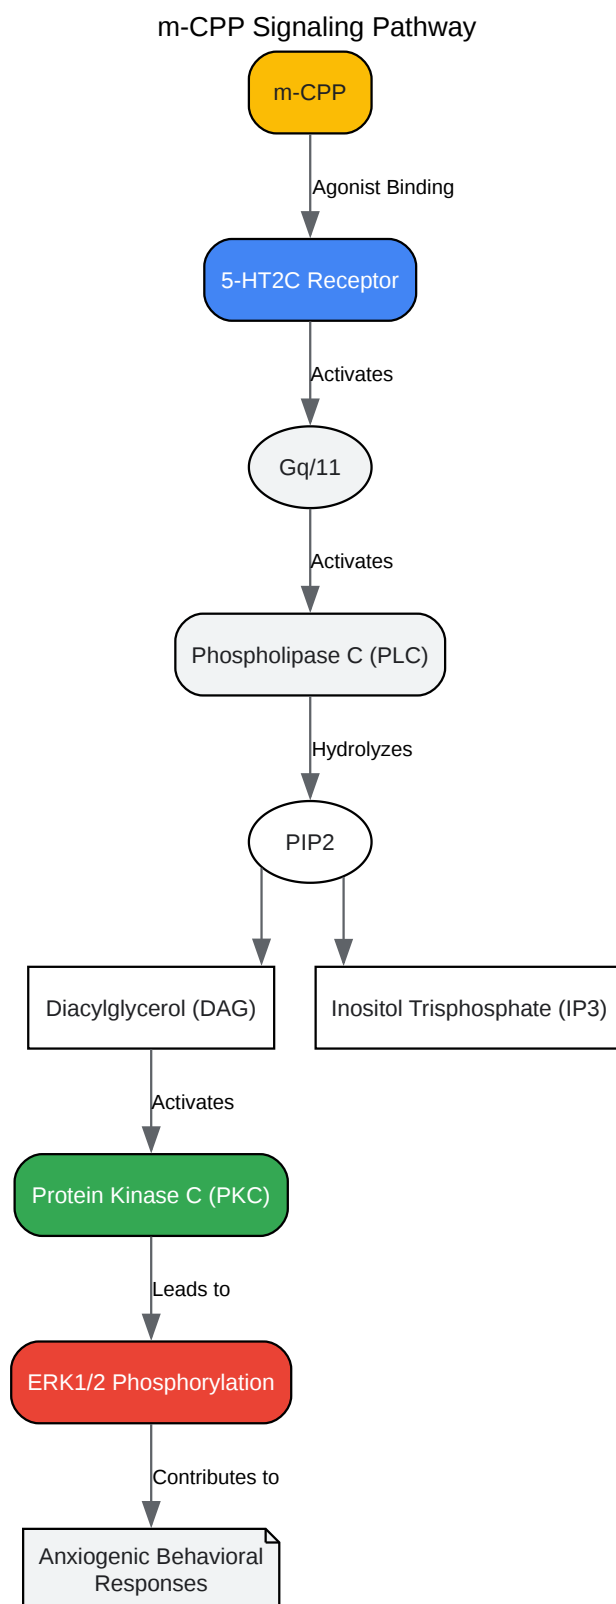 m-CPP Signaling Pathway
m-CPP
Agonist Binding
5-HT2C Receptor
Activates
Gq/11
Activates
Phospholipase C (PLC)
Hydrolyzes
PIP2
Diacylglycerol (DAG)
Inositol Trisphosphate (IP3)
Activates
Protein Kinase C (PKC)
Leads to
ERK1/2 Phosphorylation
Contributes to
Anxiogenic Behavioral
Responses